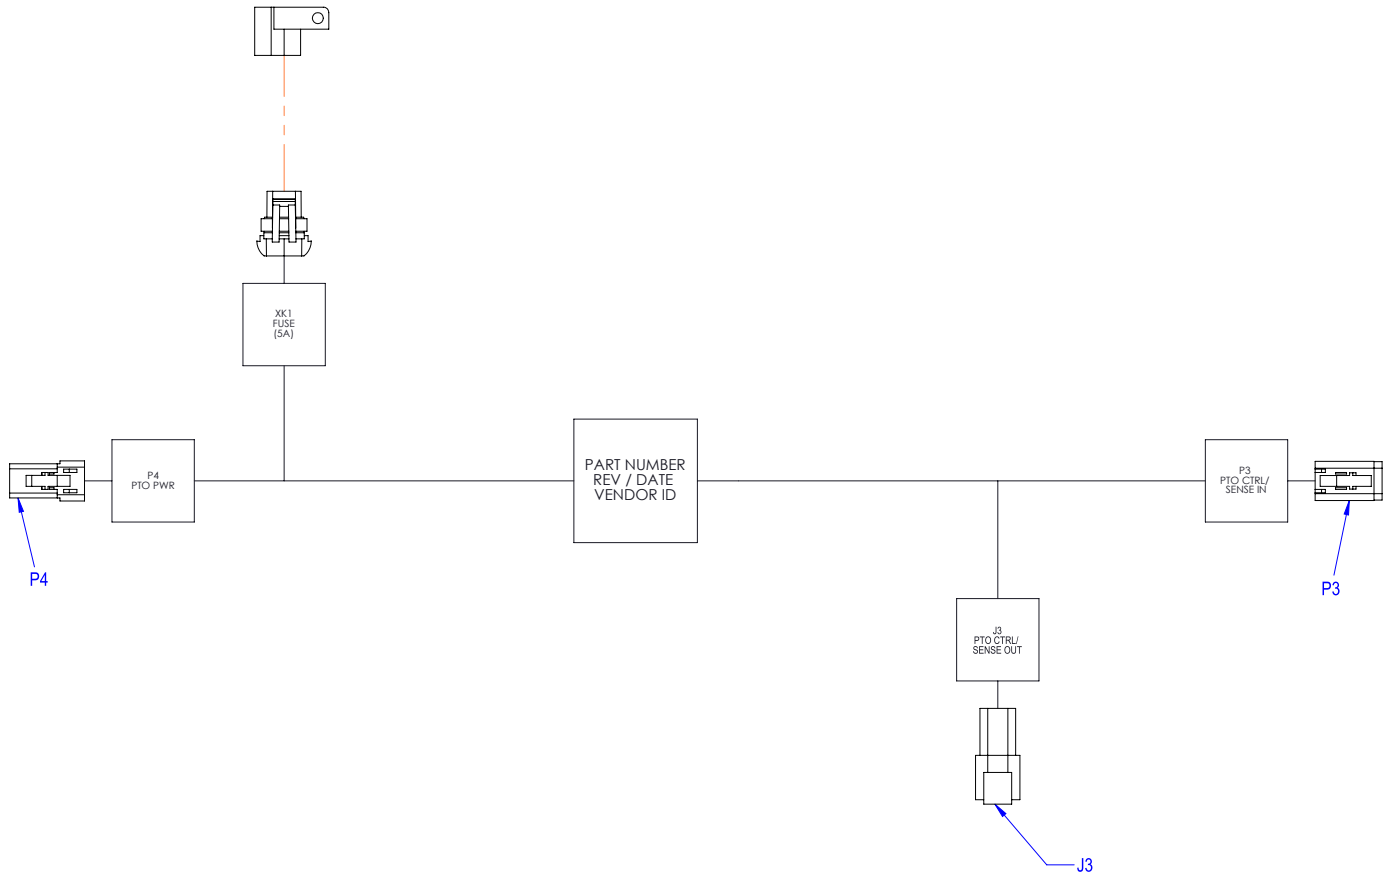 XK1
FUSE
(5A)
P4
PTO PWR
P4
PART NUMBER
REV / DATE
VENDOR ID
P3
PTO CTRL/
SENSE IN
P3
J3
PTO CTRL/
SENSE OUT
J3